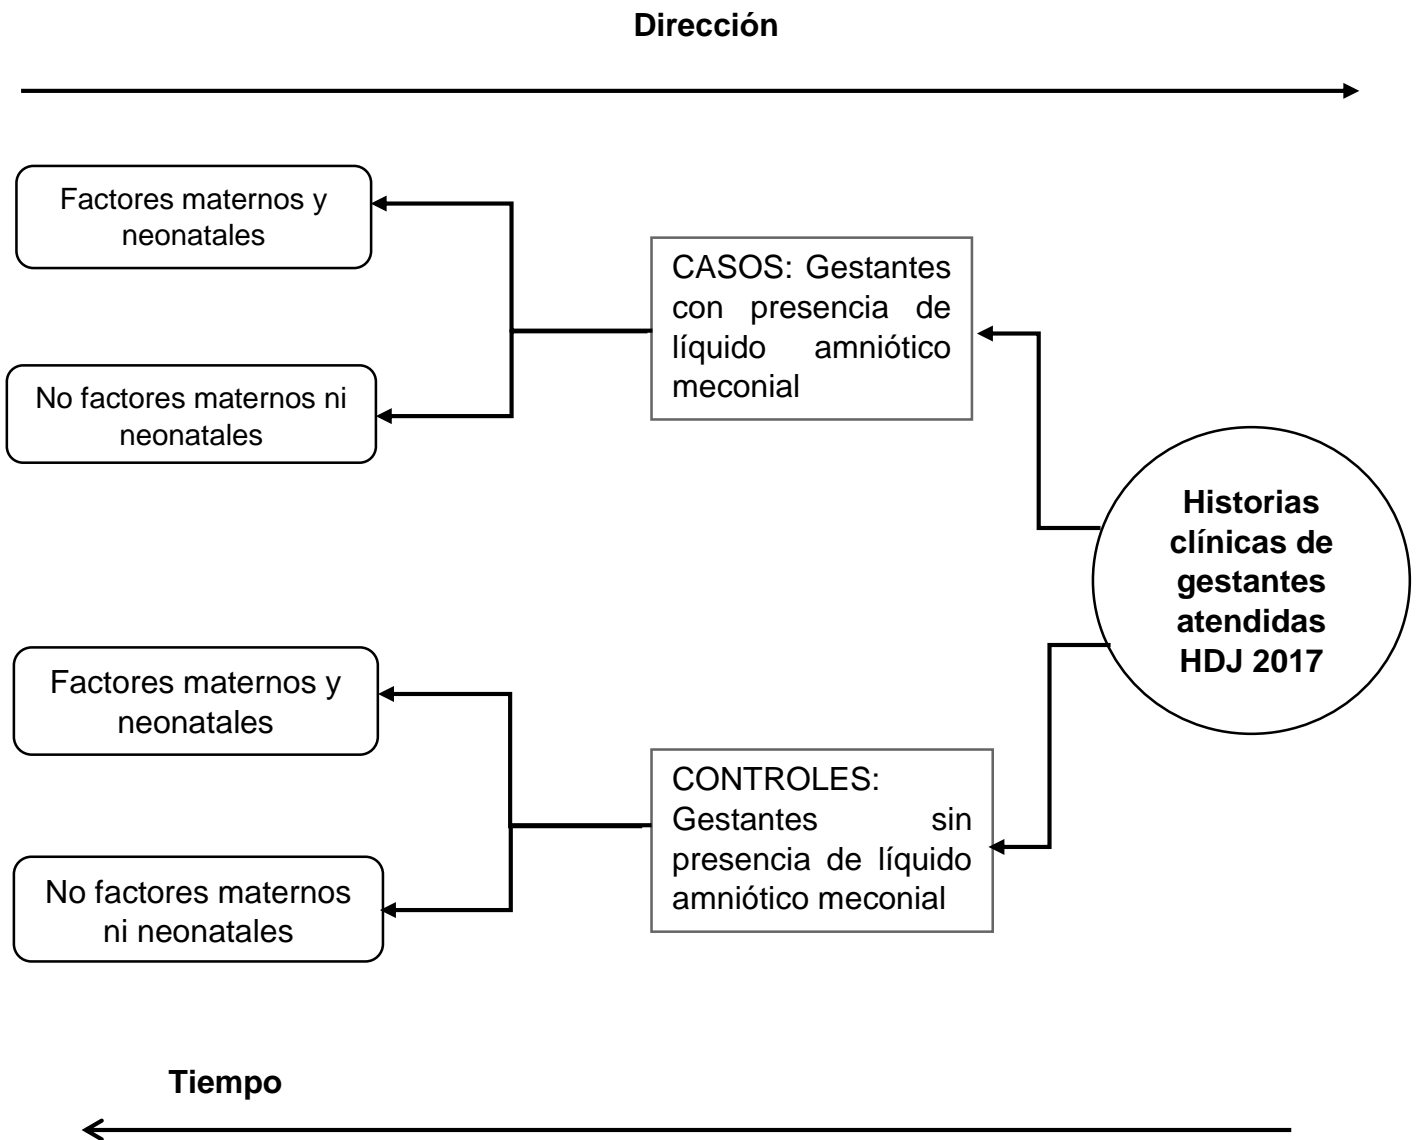 Dirección
Factores maternos y
neonatales
No factores maternos ni
neonatales
CASOS: Gestantes
con presencia de
líquido amniótico
meconial
Historias
clínicas de
gestantes
atendidas
HDJ 2017
Factores maternos y
neonatales
No factores maternos
ni neonatales
CONTROLES:
Gestantes sin
presencia de líquido
amniótico meconial
Tiempo